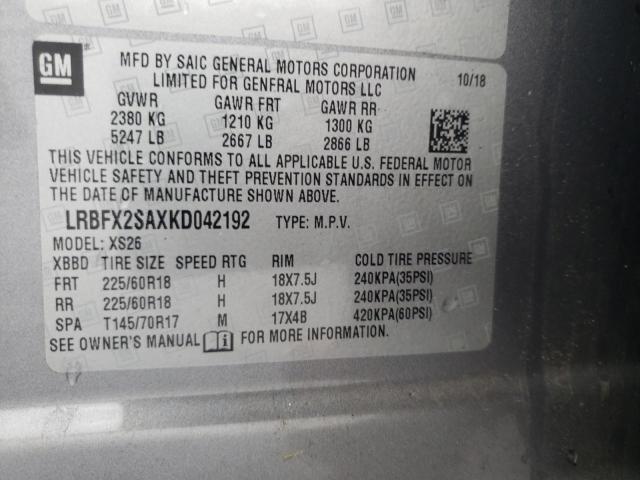 GM
MFD BY SAIC GENERAL MOTORS CORPORATION
LIMITED FOR GENERAL MOTORS LLC
10/18
GVWR GAWR FRT GAWR RR
2380 KG 1210 KG 1300 KG
5247 LB 2667 LB 2866 LB
THIS VEHICLE CONFORMS TO ALL APPLICABLE U.S. FEDERAL MOTOR
VEHICLE SAFETY AND THEFT PREVENTION STANDARDS IN EFFECT ON
THE DATE OF MANUFACTURE SHOWN ABOVE.
LRBFX2SAXKD042192 TYPE: M.P.V.
MODEL: XS26
XBBD TIRE SIZE SPEED RTG RIM COLD TIRE PRESSURE
FRT 225/60R18 H 18X7.5J 240KPA(35PSI)
RR 225/60R18 H 18X7.5J 240KPA(35PSI)
SPA T145/70R17 M 17X4B 420KPA(60PSI)
SEE OWNER'S MANUAL FOR MORE INFORMATION.